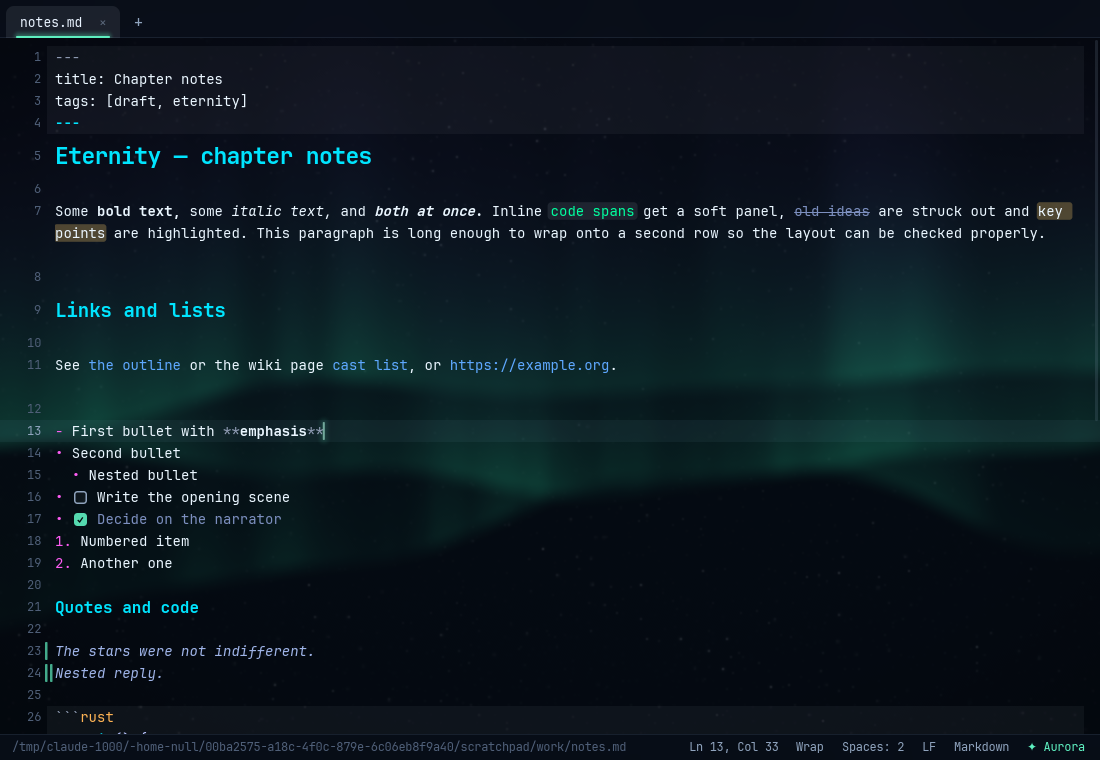 notes.md × +
1 ---
2 title: Chapter notes
3 tags: [draft, eternity]
4 ---
5 Eternity — chapter notes
6
7 Some bold text, some italic text, and both at once. Inline code spans get a soft panel, old ideas are struck out and key
points are highlighted. This paragraph is long enough to wrap onto a second row so the layout can be checked properly.
8
9 Links and lists
10
11 See the outline or the wiki page cast list, or https://example.org.
12
13 - First bullet with **emphasis**
14 • Second bullet
15 • Nested bullet
16 • Write the opening scene
17 • Decide on the narrator
18 1. Numbered item
19 2. Another one
20
21 Quotes and code
22
23 The stars were not indifferent.
24 Nested reply.
25
26 ```rust
/tmp/claude-1000/-home-null/00ba2575-a18c-4f0c-879e-6c06eb8f9a40/scratchpad/work/notes.md Ln 13, Col 33 Wrap Spaces: 2 LF Markdown ✦ Aurora